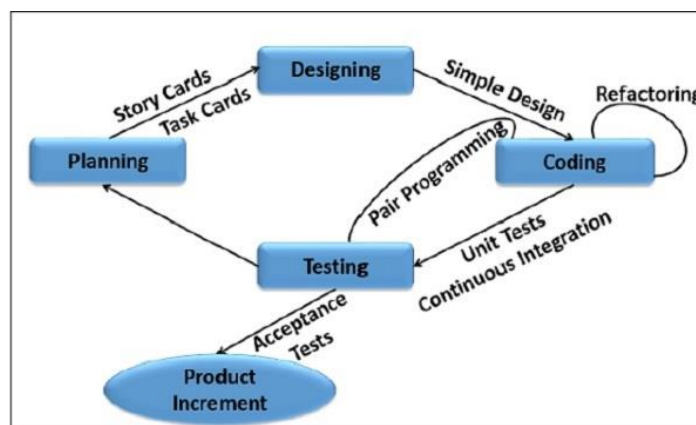 Designing
Story Cards
Task Cards
Simple Design
Refactoring
Planning
Pair Programming
Coding
Testing
Unit Tests
Continuous Integration
Acceptance
Tests
Product
Increment